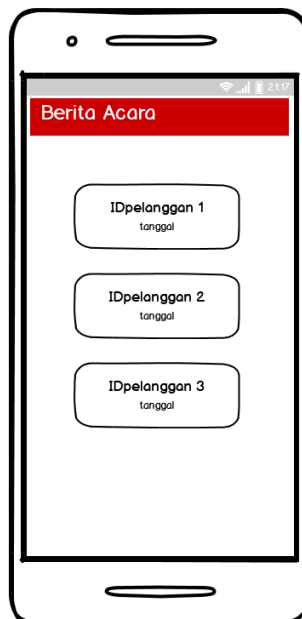 21:17
Berita Acara
IDpelanggan 1
tanggal
IDpelanggan 2
tanggal
IDpelanggan 3
tanggal